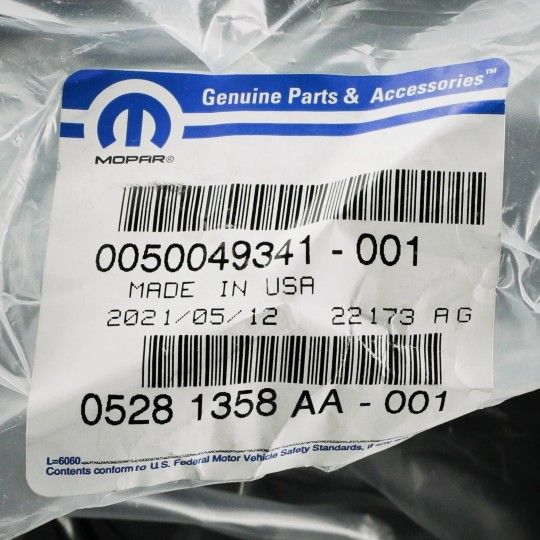 Genuine Parts & Accessories™
MOPAR®
0050049341 - 001
MADE IN USA
2021/05/12 22173 AG
0528 1358 AA - 001
L=6060
Contents conform to U.S. Federal Motor Vehicle Safety Standards, if